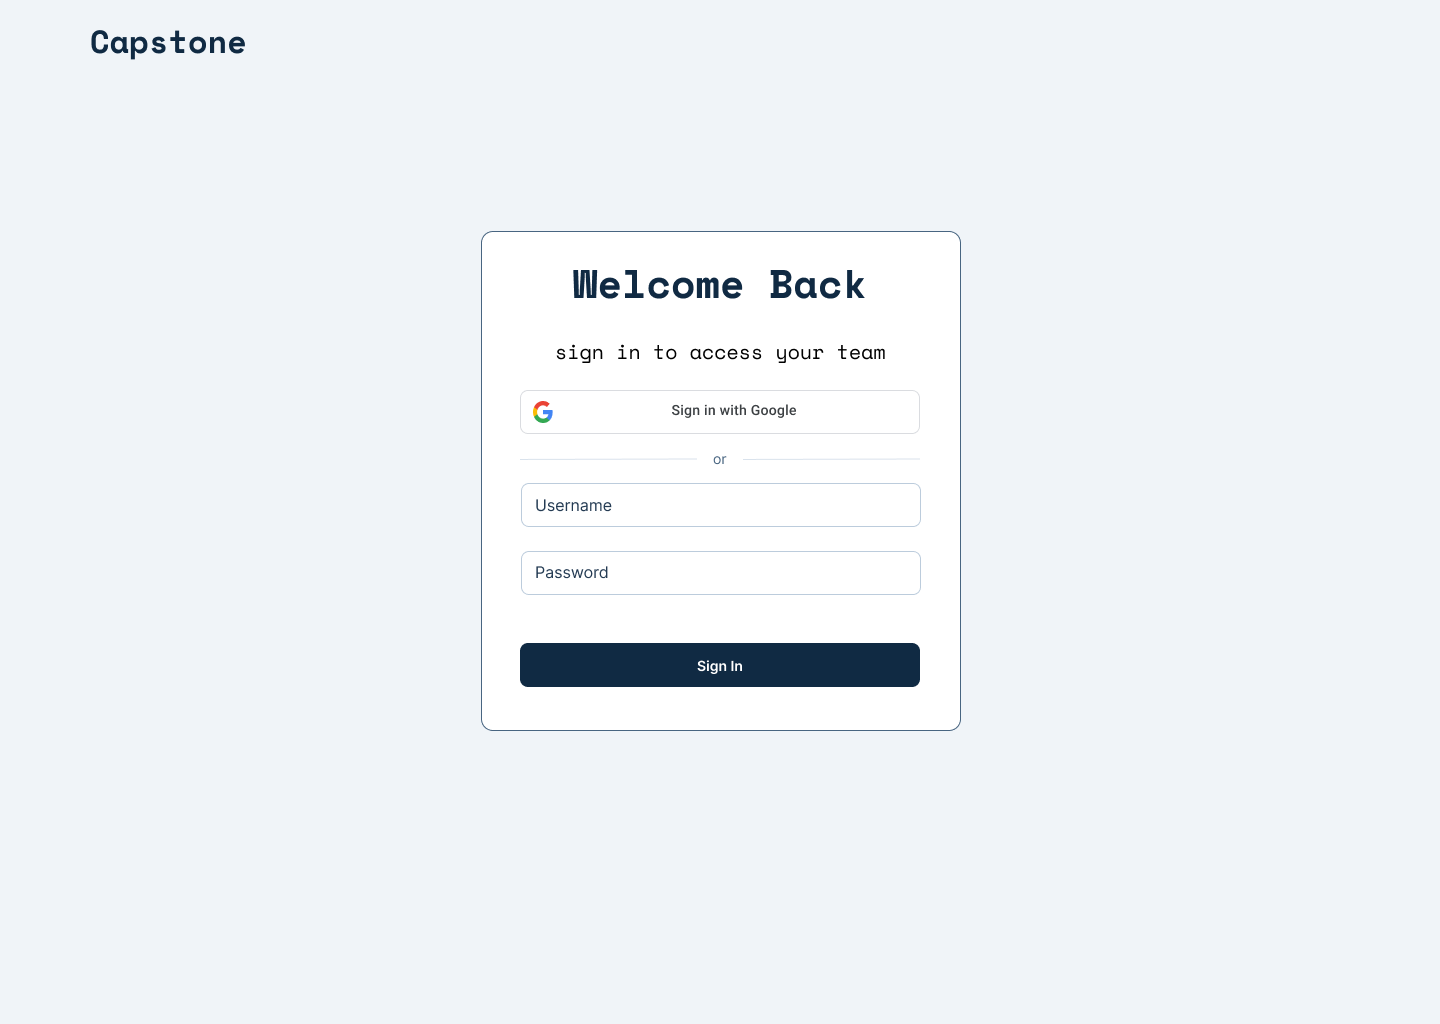 Capstone
Welcome Back
sign in to access your team
Sign in with Google
or
Username
Password
Sign In